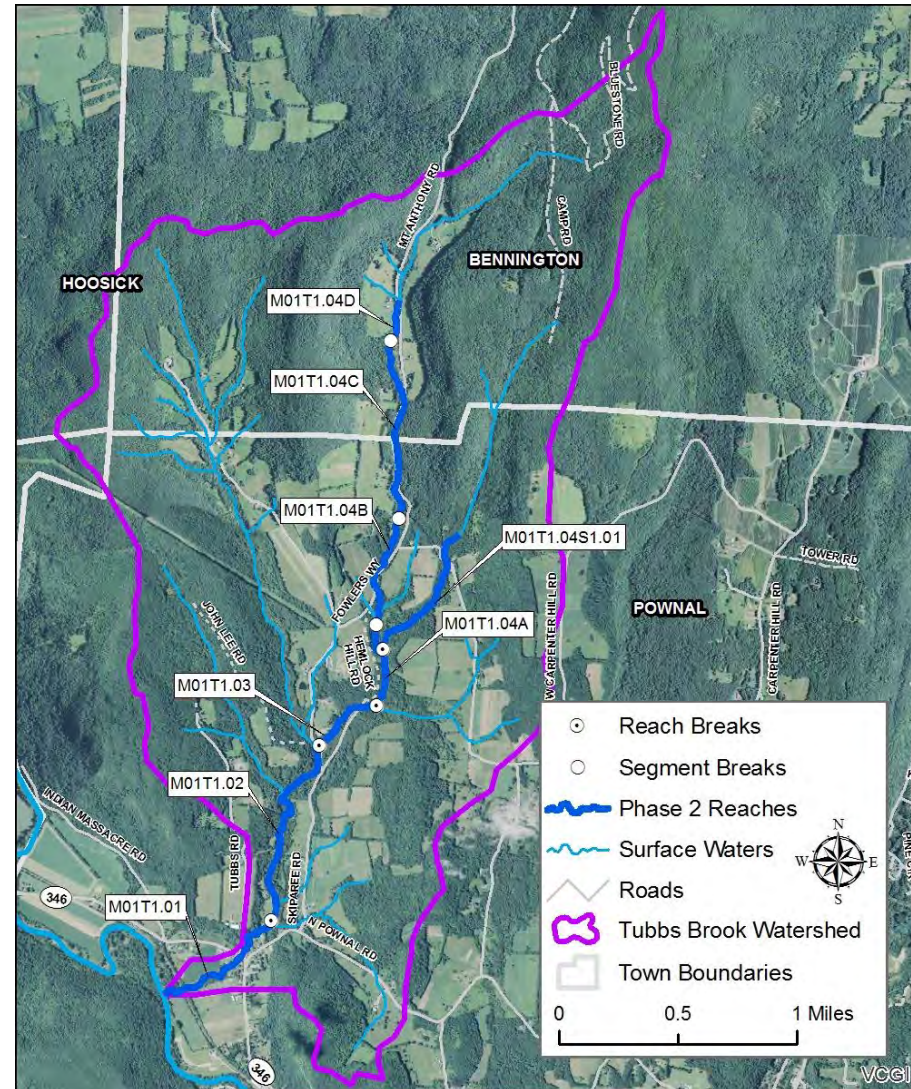 BLUESTONE RD
MT ANTHONY RD
CAMP RD
BENNINGTON
HOOSICK
M01T1.04D
M01T1.04C
M01T1.04B
M01T1.04S1.01
TOWER RD
FOWLERS WY
JOHN LEE RD
HEMLOCK
HILL RD
W CARPENTER HILL RD
POWNAL
CARPENTER HILL RD
M01T1.04A
M01T1.03
M01T1.02
INDIAN MASSACRE RD
TUBBS RD
SKIPAREE RD
346
M01T1.01
N POWNAL RD
346
Reach Breaks
Segment Breaks
Phase 2 Reaches
Surface Waters
Roads
Tubbs Brook Watershed
Town Boundaries
N
W E
S
0 0.5 1 Miles
VCGI